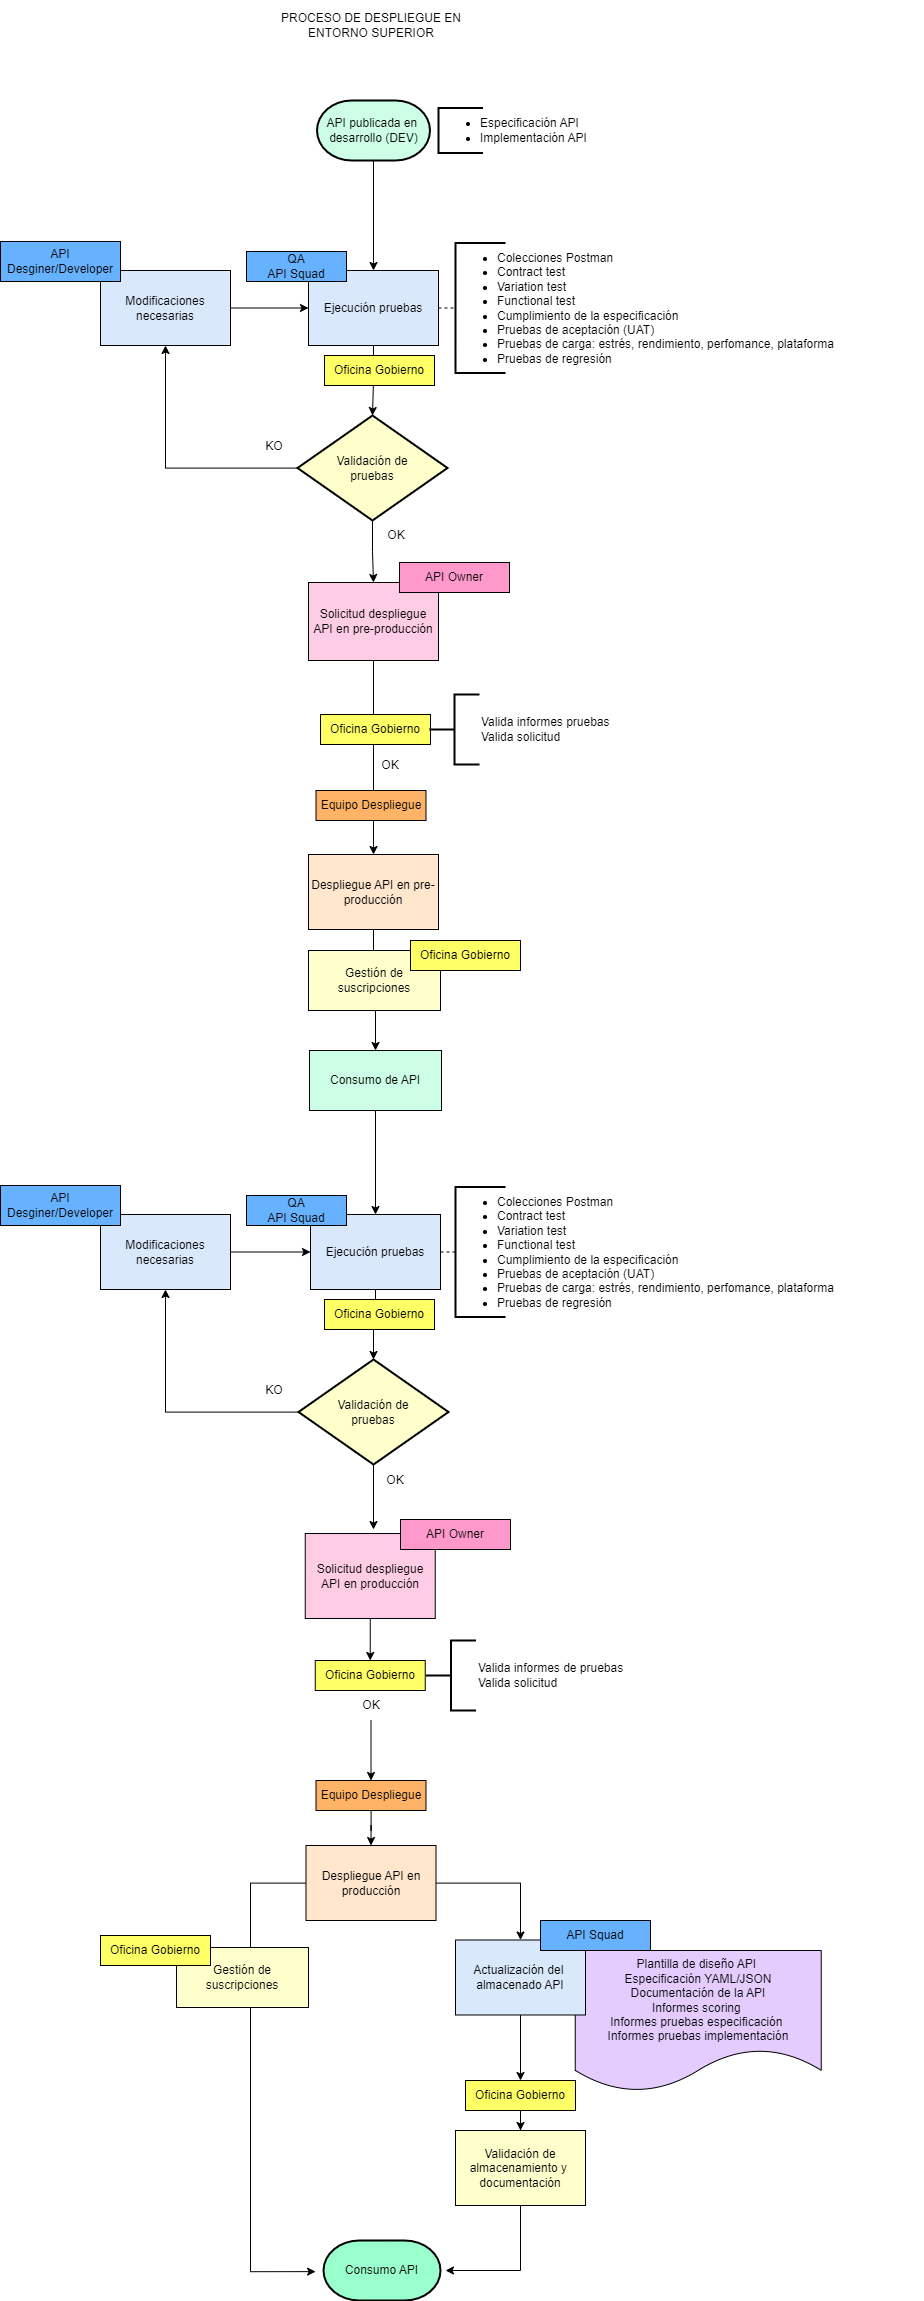 PROCESO DE DESPLIEGUE EN
ENTORNO SUPERIOR
API publicada en
desarrollo (DEV)
Especificación API
Implementación API
API
Desginer/Developer
Modificaciones
necesarias
QA
API Squad
Ejecución pruebas
Colecciones Postman
Contract test
Variation test
Functional test
Cumplimiento de la especificación
Pruebas de aceptación (UAT)
Pruebas de carga: estrés, rendimiento, perfomance, plataforma
Pruebas de regresión
Oficina Gobierno
KO
Validación de
pruebas
OK
API Owner
Solicitud despliegue
API en pre-producción
Oficina Gobierno
Valida informes pruebas
Valida solicitud
OK
Equipo Despliegue
Despliegue API en pre-
producción
Oficina Gobierno
Gestión de
suscripciones
Consumo de API
API
Desginer/Developer
Modificaciones
necesarias
QA
API Squad
Ejecución pruebas
Colecciones Postman
Contract test
Variation test
Functional test
Cumplimiento de la especificación
Pruebas de aceptación (UAT)
Pruebas de carga: estrés, rendimiento, perfomance, plataforma
Pruebas de regresión
Oficina Gobierno
KO
Validación de
pruebas
OK
API Owner
Solicitud despliegue
API en producción
Oficina Gobierno
Valida informes de pruebas
Valida solicitud
OK
Equipo Despliegue
Despliegue API en
producción
Oficina Gobierno
Gestión de
suscripciones
API Squad
Actualización del
almacenado API
Plantilla de diseño API
Especificación YAML/JSON
Documentación de la API
Informes scoring
Informes pruebas especificación
Informes pruebas implementación
Oficina Gobierno
Validación de
almacenamiento y
documentación
Consumo API